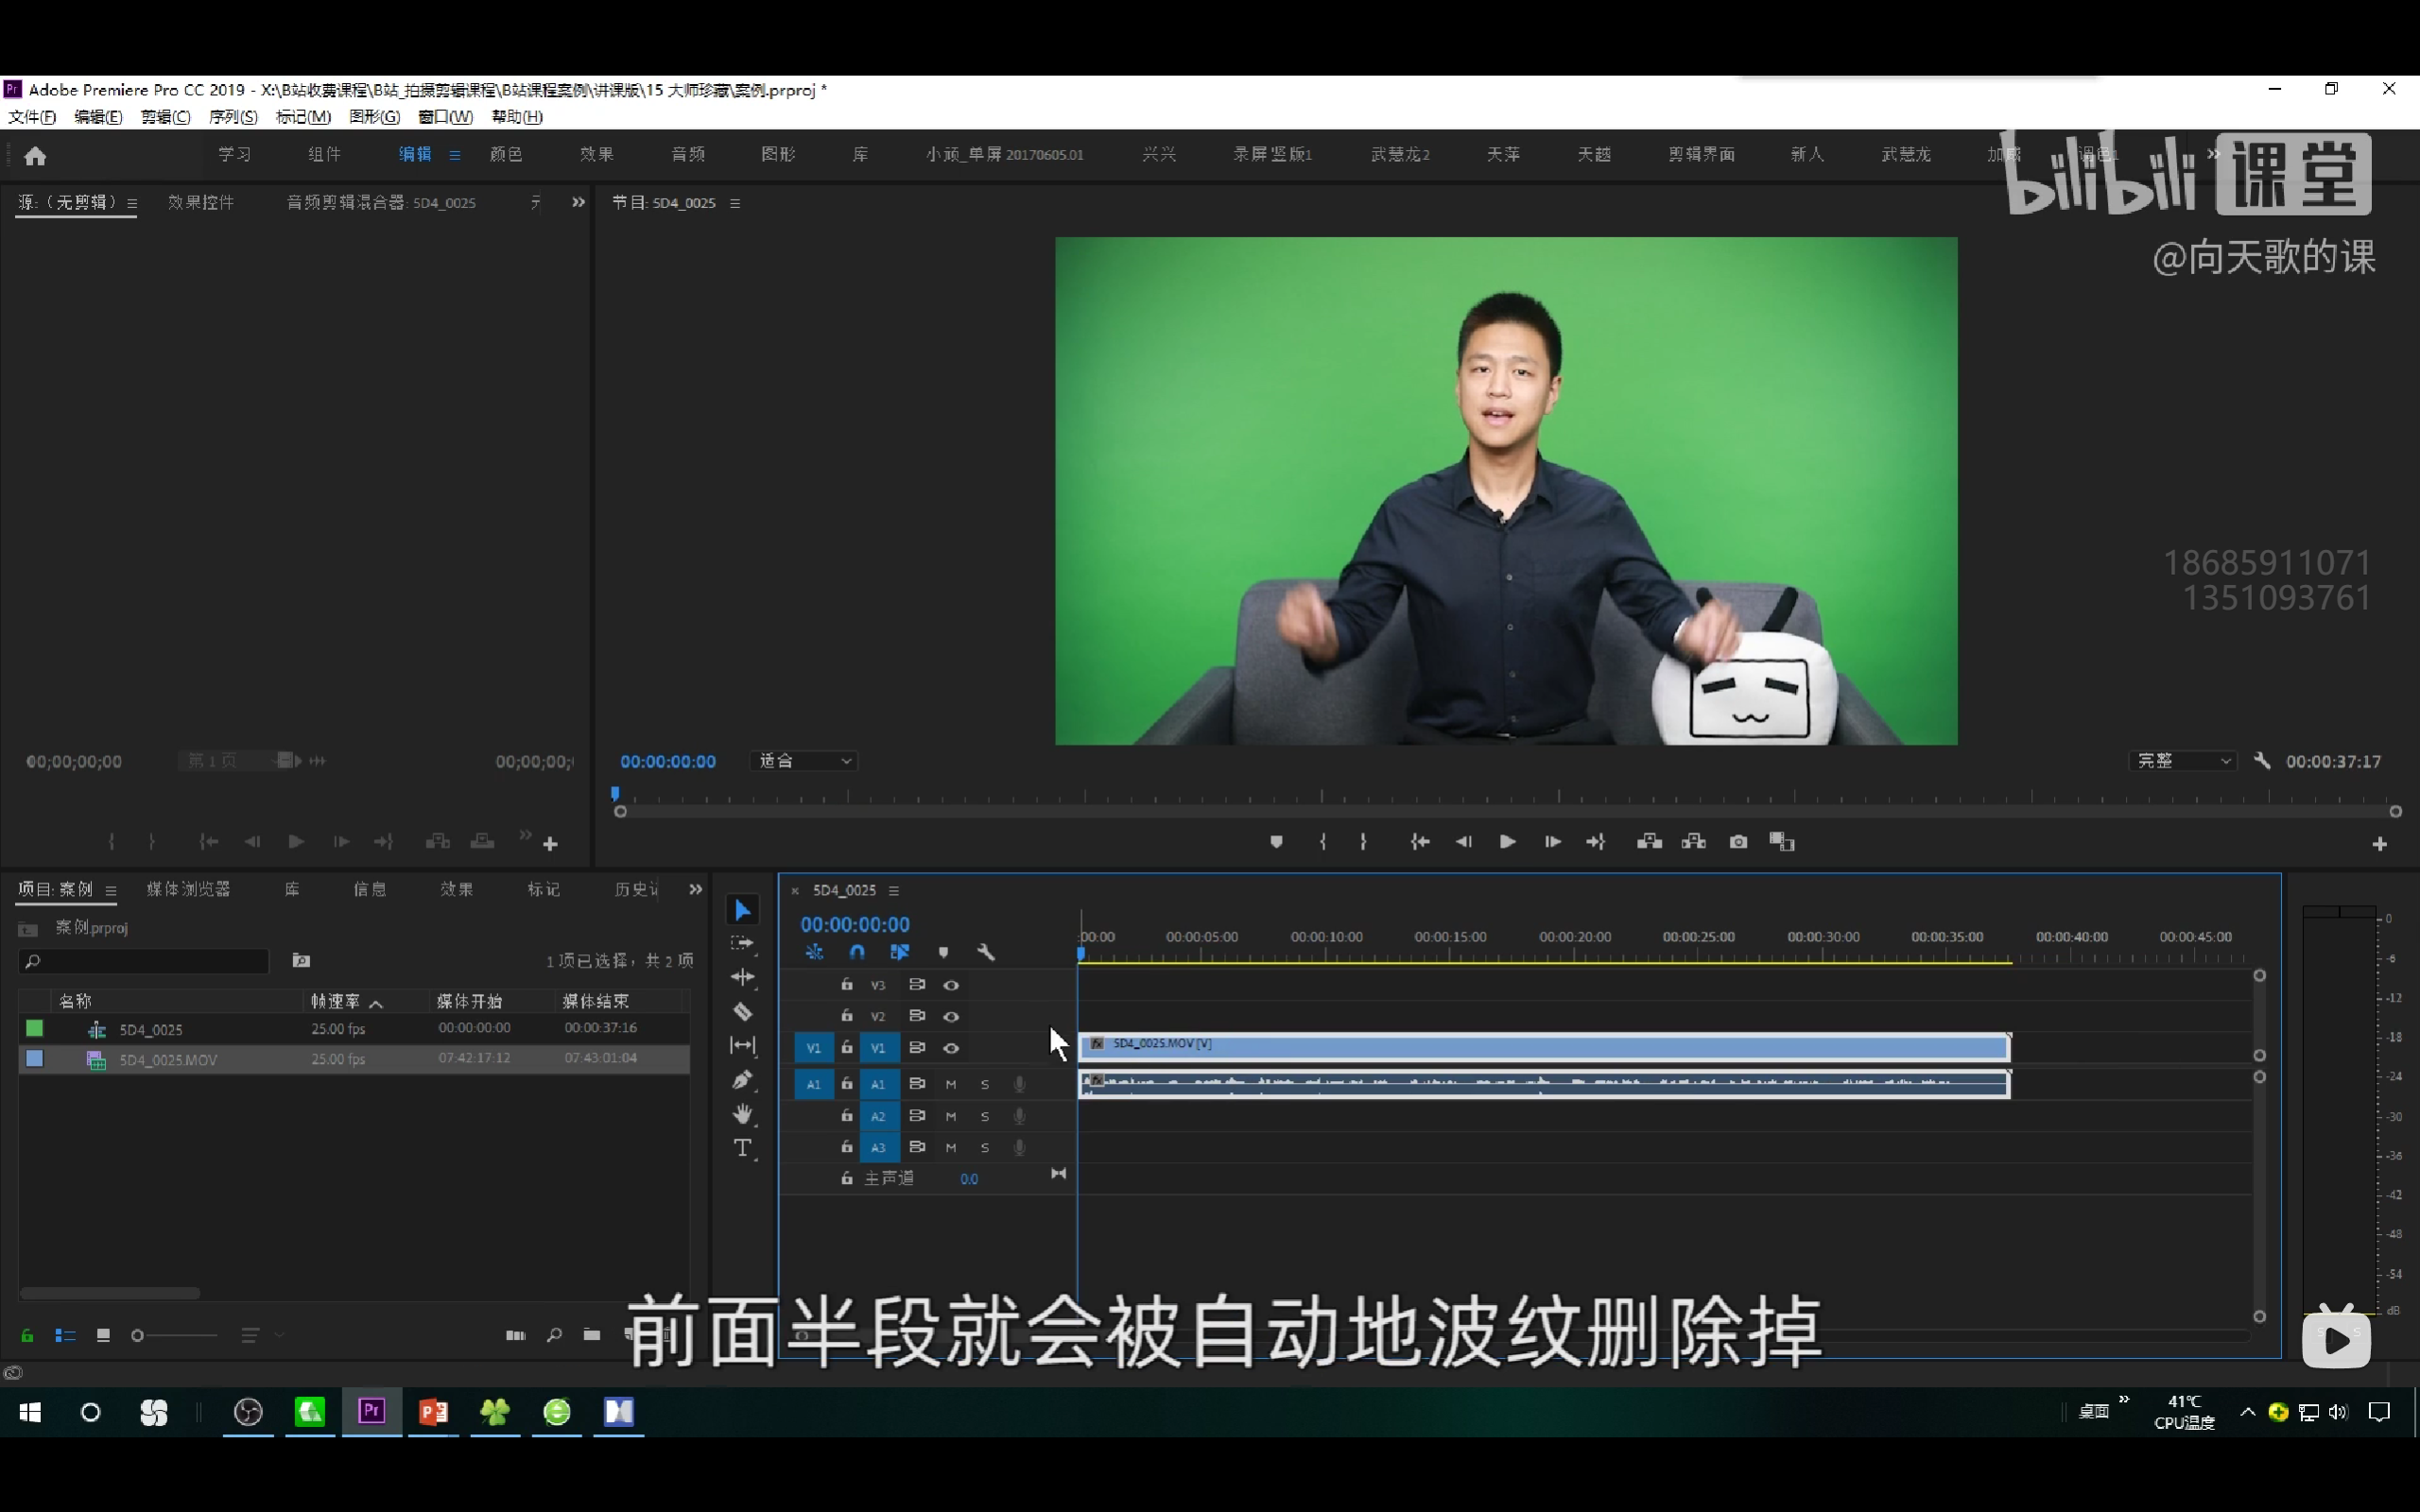 Adobe Premiere Pro CC 2019 - X:\B站收费课程\B站_拍摄剪辑课程\B站课程案例\讲课版\15 大师珍藏\案例.prproj *
文件(F) 编辑(E) 剪辑(C) 序列(S) 标记(M) 图形(G) 窗口(W) 帮助(H)
学习 组件 编辑 颜色 效果 音频 图形 库 小顽_单屏20170605.01 兴兴 录屏竖版1 武慧龙2 天萍 天越 剪辑界面 新人 武慧龙 加威 调色1
bilibili 课堂
@向天歌的课
源:（无剪辑） 效果控件 音频剪辑混合器: 5D4_0025
节目: 5D4_0025
18685911071
1351093761
00;00;00;00 第1页 00;00;00;
00:00:00:00 适合 完整 00:00:37:17
项目: 案例 媒体浏览器 库 信息 效果 标记 历史
案例.prproj
1 项已选择，共 2 项
名称 帧速率 媒体开始 媒体结束
5D4_0025 25.00 fps 00:00:00:00 00:00:37:16
5D4_0025.MOV 25.00 fps 07:42:17:12 07:43:01:04
T
× 5D4_0025
00:00:00:00
:00:00 00:00:05:00 00:00:10:00 00:00:15:00 00:00:20:00 00:00:25:00 00:00:30:00 00:00:35:00 00:00:40:00 00:00:45:00
V3
V2
V1 V1 5D4_0025.MOV [V]
A1 A1 M S
A2 M S
A3 M S
主声道 0.0
0
-6
-12
-18
-24
-30
-36
-42
-48
-54
dB
前面半段就会被自动地波纹删除掉
Pr
P
桌面
41℃
CPU温度